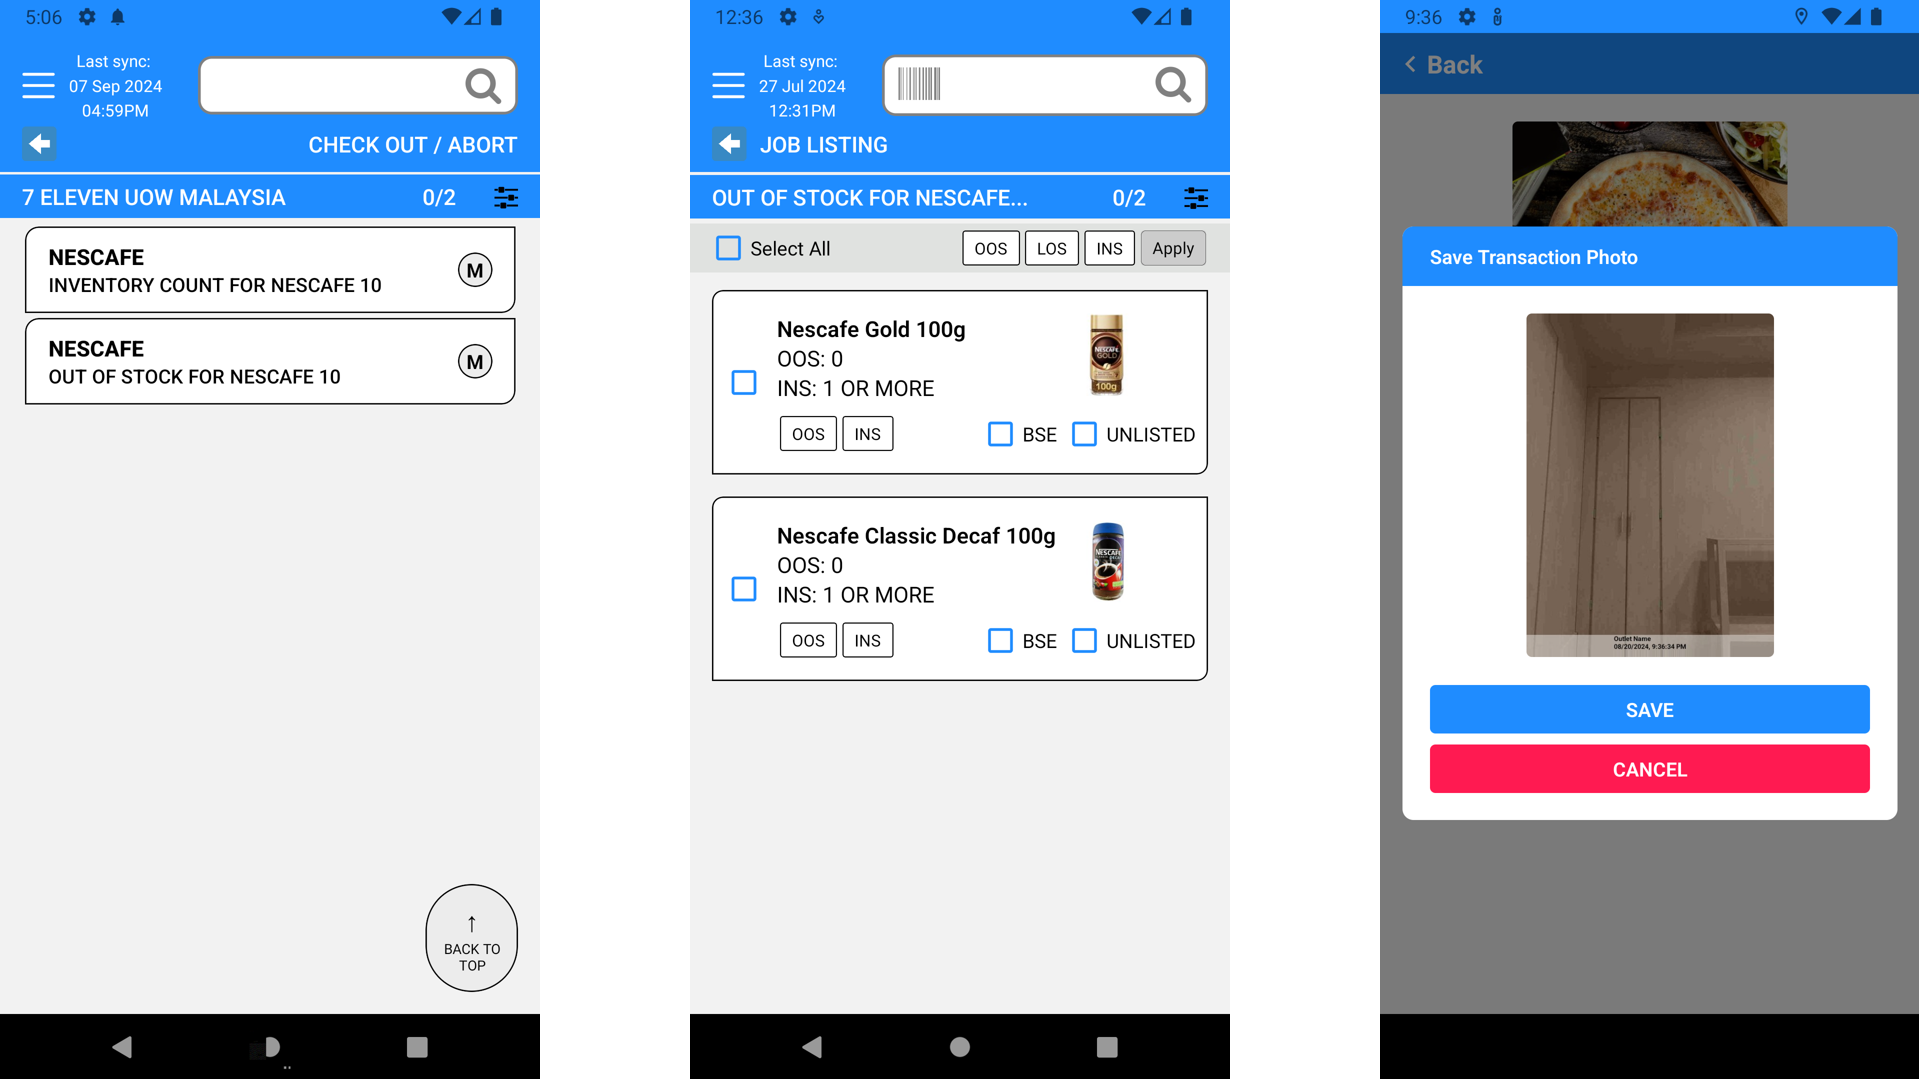 5:06
Last sync:
07 Sep 2024
04:59PM
CHECK OUT / ABORT
7 ELEVEN UOW MALAYSIA 0/2
NESCAFE
INVENTORY COUNT FOR NESCAFE 10
M
NESCAFE
OUT OF STOCK FOR NESCAFE 10
M
↑
BACK TO
TOP
12:36
Last sync:
27 Jul 2024
12:31PM
JOB LISTING
OUT OF STOCK FOR NESCAFE... 0/2
Select All OOS LOS INS Apply
Nescafe Gold 100g
OOS: 0
INS: 1 OR MORE
OOS INS BSE UNLISTED
NESCAFE
GOLD
100g
Nescafe Classic Decaf 100g
OOS: 0
INS: 1 OR MORE
OOS INS BSE UNLISTED
NESCAFE
9:36
Back
Save Transaction Photo
Outlet Name
08/20/2024, 9:36:34 PM
SAVE
CANCEL